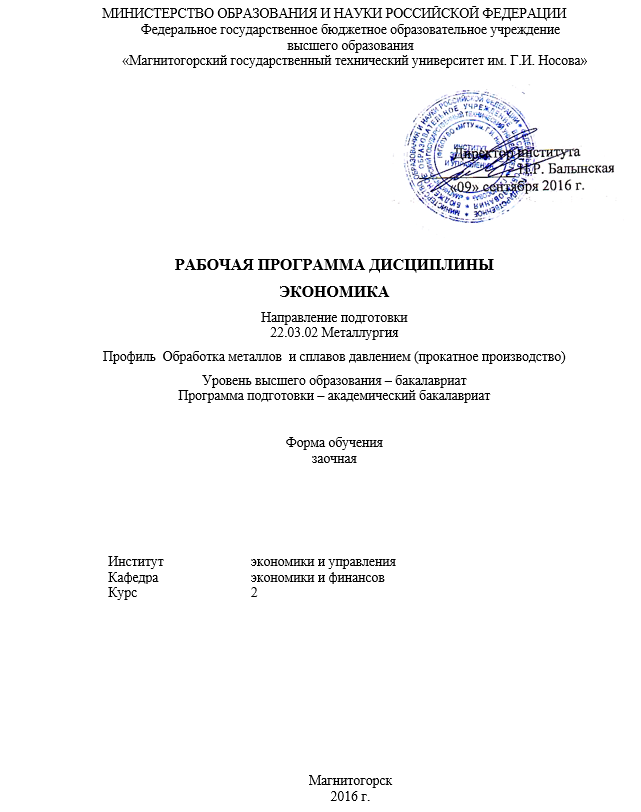 МИНИСТЕРСТВО ОБРАЗОВАНИЯ И НАУКИ РОССИЙСКОЙ ФЕДЕРАЦИИ
Федеральное государственное бюджетное образовательное учреждение
высшего образования
«Магнитогорский государственный технический университет им. Г.И. Носова»
Директор института
Н.Р. Балынская
«09» сентября 2016 г.
РАБОЧАЯ ПРОГРАММА ДИСЦИПЛИНЫ
ЭКОНОМИКА
Направление подготовки
22.03.02 Металлургия
Профиль Обработка металлов и сплавов давлением (прокатное производство)
Уровень высшего образования – бакалавриат
Программа подготовки – академический бакалавриат
Форма обучения
заочная
Институт экономики и управления
Кафедра экономики и финансов
Курс 2
Магнитогорск
2016 г.